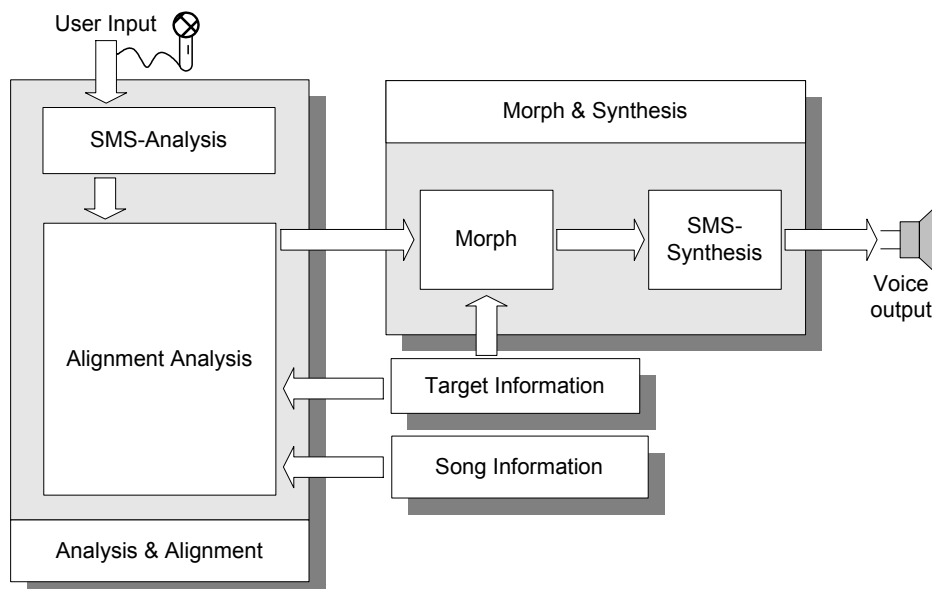 User Input
SMS-Analysis
Alignment Analysis
Analysis & Alignment
Morph & Synthesis
Morph
SMS-
Synthesis
Voice
output
Target Information
Song Information